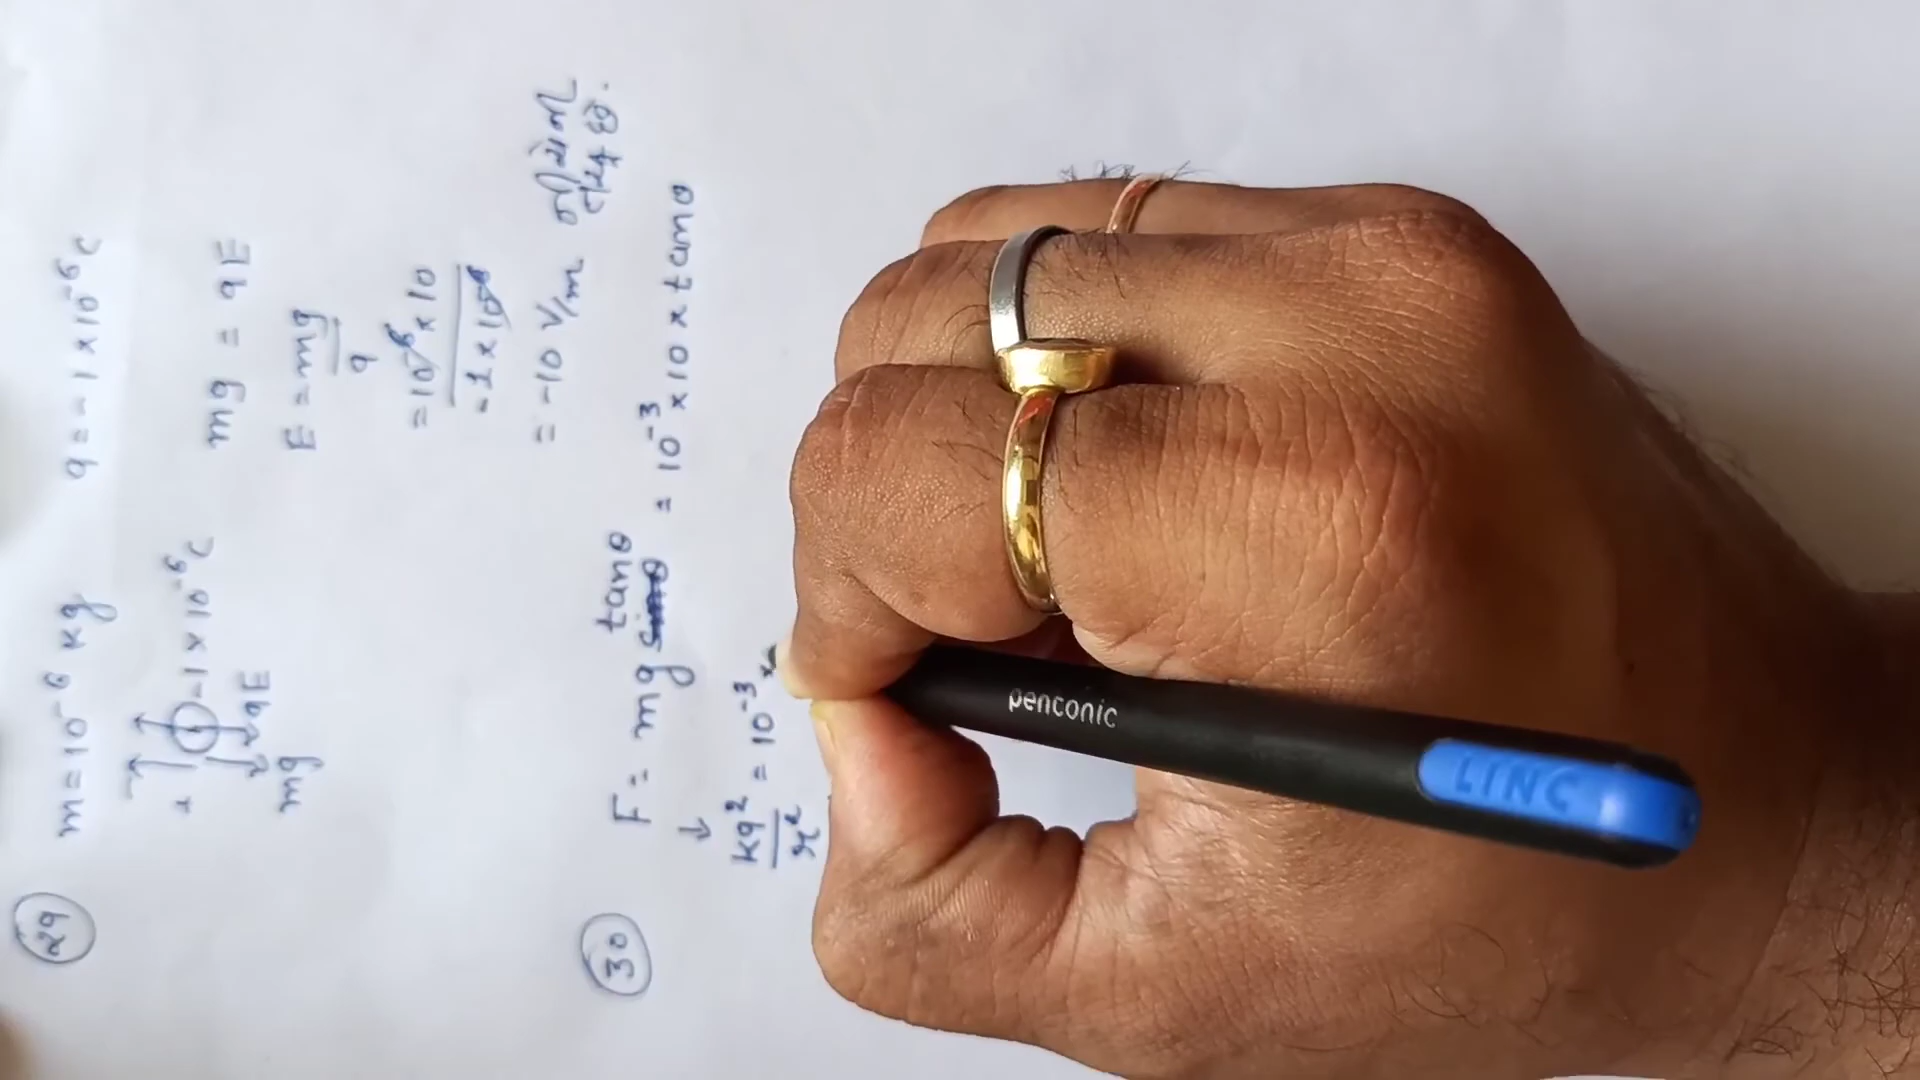 29
m = 10⁻⁶ kg q = - 1 × 10⁻⁶ C
-1 × 10⁻⁶ C
qE
mg
mg = qE
E = mg/q
= 10⁻⁶ × 10 / -1 × 10⁻⁶
= -10 V/m
30
F = mg tanθ = 10⁻³ × 10 × tanθ
↓
kq²/r² = 10⁻³ ×
penconic
LINC